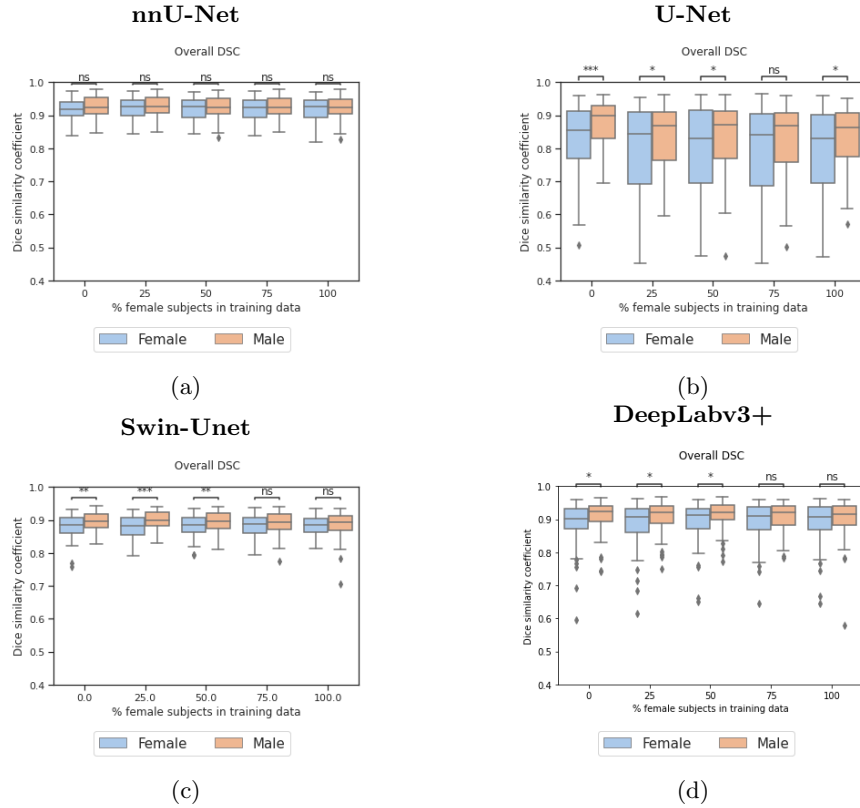 nnU-Net
Overall DSC
ns ns ns ns ns
1.0
0.9
0.8
0.7
0.6
0.5
0.4
Dice similarity coefficient
0 25 50 75 100
% female subjects in training data
Female Male
(a)
U-Net
Overall DSC
*** * * ns *
1.0
0.9
0.8
0.7
0.6
0.5
0.4
Dice similarity coefficient
0 25 50 75 100
% female subjects in training data
Female Male
(b)
Swin-Unet
Overall DSC
** *** ** ns ns
1.0
0.9
0.8
0.7
0.6
0.5
0.4
Dice similarity coefficient
0.0 25.0 50.0 75.0 100.0
% female subjects in training data
Female Male
(c)
DeepLabv3+
Overall DSC
* * * ns ns
1.0
0.9
0.8
0.7
0.6
0.5
0.4
Dice similarity coefficient
0 25 50 75 100
% female subjects in training data
Female Male
(d)